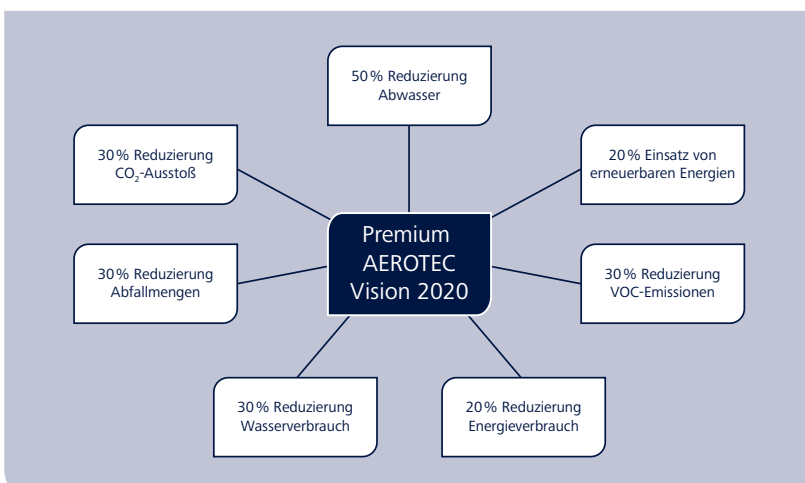 50 % Reduzierung
Abwasser
30 % Reduzierung
CO₂-Ausstoß
20 % Einsatz von
erneuerbaren Energien
Premium
AEROTEC
Vision 2020
30 % Reduzierung
Abfallmengen
30 % Reduzierung
VOC-Emissionen
30 % Reduzierung
Wasserverbrauch
20 % Reduzierung
Energieverbrauch